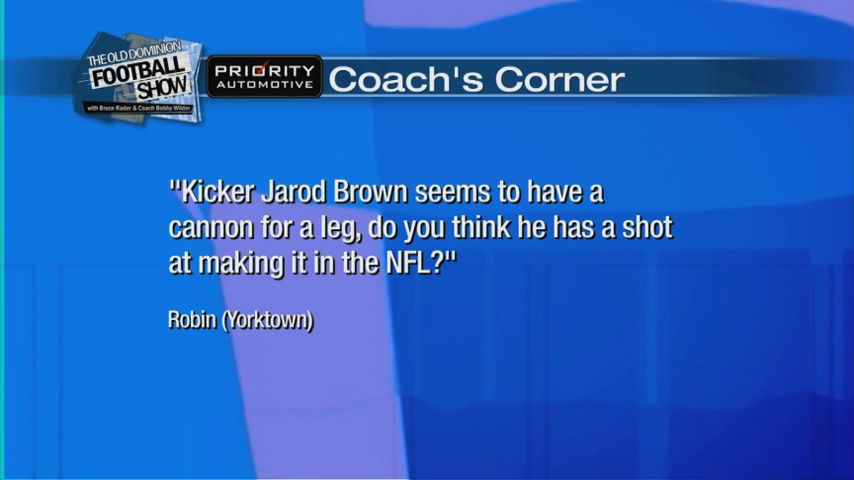 THE OLD DOMINION
FOOTBALL
SHOW
with Bruce Rader & Coach Bobby Wilder
PRIORITY
AUTOMOTIVE
Coach's Corner
"Kicker Jarod Brown seems to have a
cannon for a leg, do you think he has a shot
at making it in the NFL?"
Robin (Yorktown)